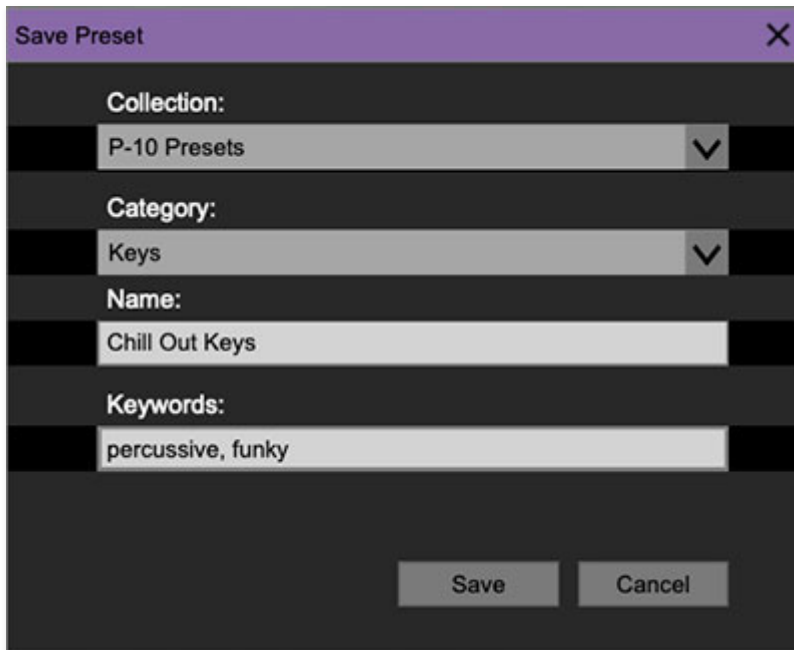 Save Preset
Collection:
P-10 Presets
Category:
Keys
Name:
Chill Out Keys
Keywords:
percussive, funky
Save Cancel